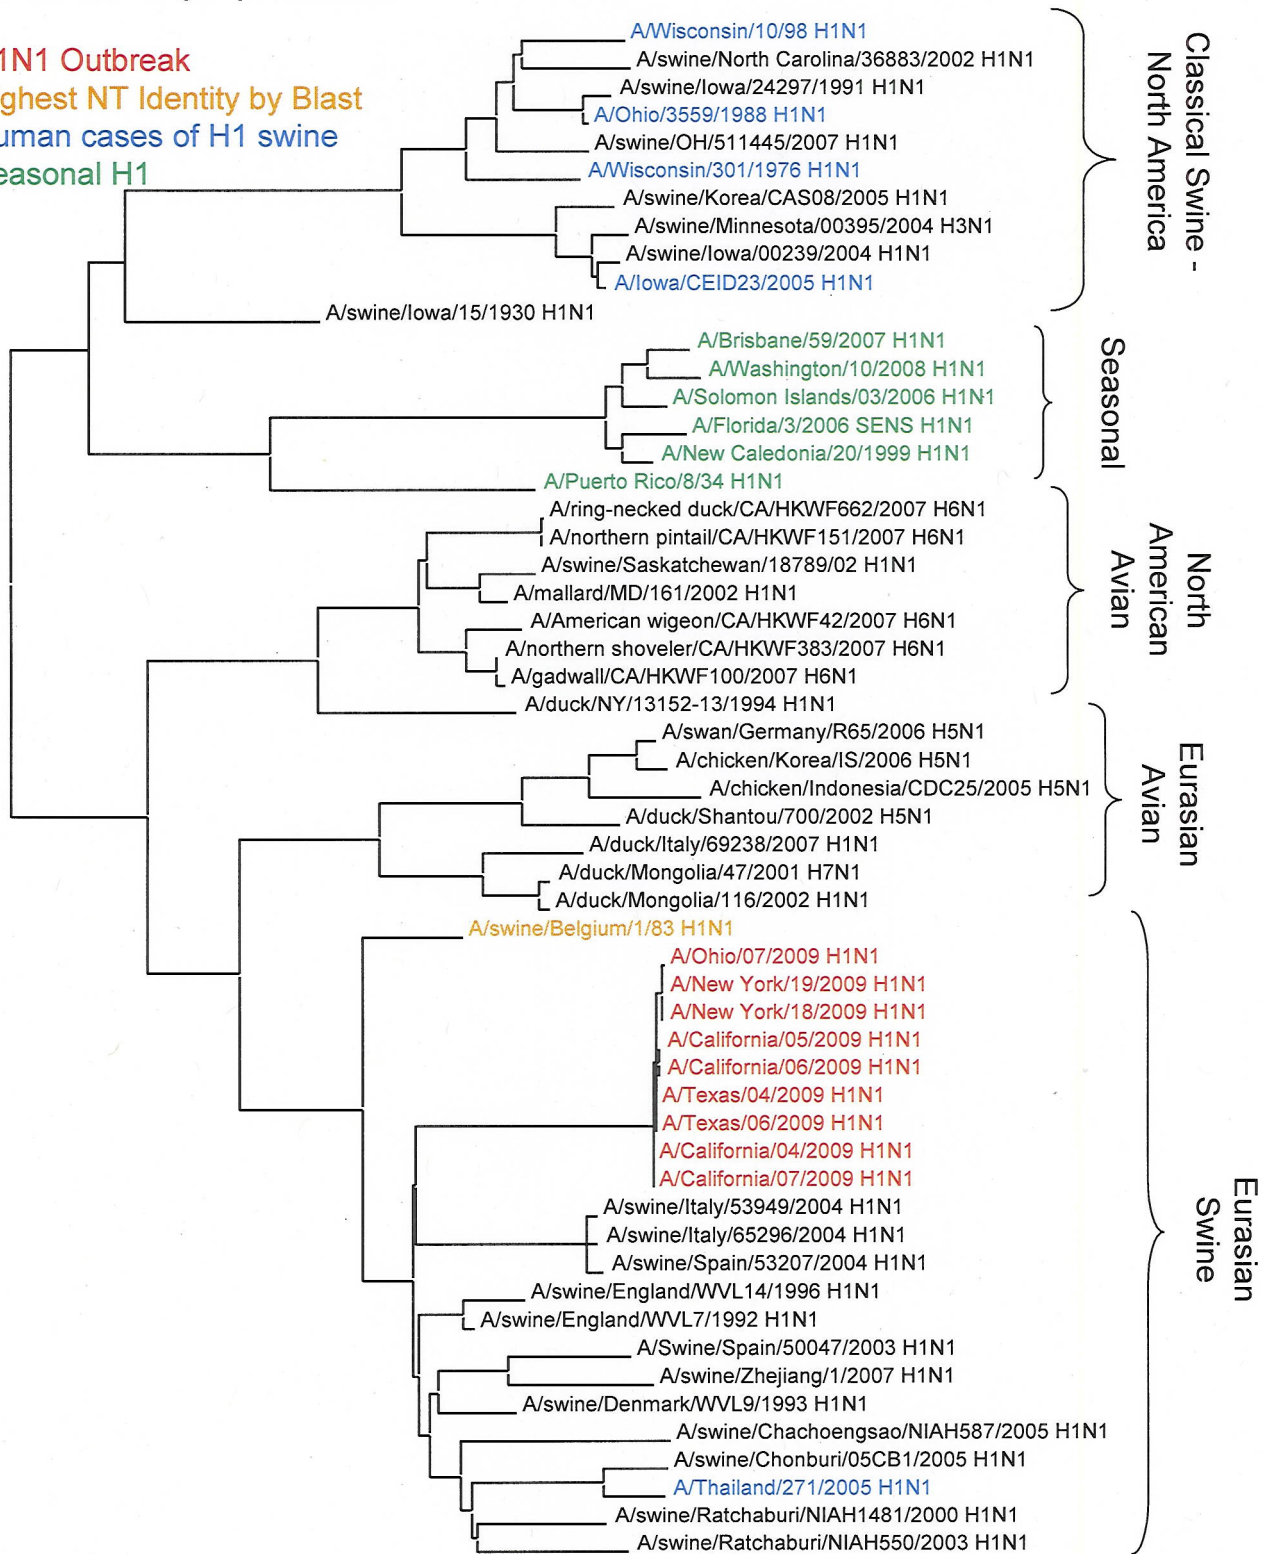 1N1 Outbreak
ghest NT Identity by Blast
uman cases of H1 swine
easonal H1
A/Wisconsin/10/98 H1N1
A/swine/North Carolina/36883/2002 H1N1
A/swine/Iowa/24297/1991 H1N1
A/Ohio/3559/1988 H1N1
A/swine/OH/511445/2007 H1N1
A/Wisconsin/301/1976 H1N1
A/swine/Korea/CAS08/2005 H1N1
A/swine/Minnesota/00395/2004 H3N1
A/swine/Iowa/00239/2004 H1N1
A/Iowa/CEID23/2005 H1N1
A/swine/Iowa/15/1930 H1N1
Classical Swine -
North America
A/Brisbane/59/2007 H1N1
A/Washington/10/2008 H1N1
A/Solomon Islands/03/2006 H1N1
A/Florida/3/2006 SENS H1N1
A/New Caledonia/20/1999 H1N1
A/Puerto Rico/8/34 H1N1
Seasonal
A/ring-necked duck/CA/HKWF662/2007 H6N1
A/northern pintail/CA/HKWF151/2007 H6N1
A/swine/Saskatchewan/18789/02 H1N1
A/mallard/MD/161/2002 H1N1
A/American wigeon/CA/HKWF42/2007 H6N1
A/northern shoveler/CA/HKWF383/2007 H6N1
A/gadwall/CA/HKWF100/2007 H6N1
A/duck/NY/13152-13/1994 H1N1
North
American
Avian
A/swan/Germany/R65/2006 H5N1
A/chicken/Korea/IS/2006 H5N1
A/chicken/Indonesia/CDC25/2005 H5N1
A/duck/Shantou/700/2002 H5N1
A/duck/Italy/69238/2007 H1N1
A/duck/Mongolia/47/2001 H7N1
A/duck/Mongolia/116/2002 H1N1
Eurasian
Avian
A/swine/Belgium/1/83 H1N1
A/Ohio/07/2009 H1N1
A/New York/19/2009 H1N1
A/New York/18/2009 H1N1
A/California/05/2009 H1N1
A/California/06/2009 H1N1
A/Texas/04/2009 H1N1
A/Texas/06/2009 H1N1
A/California/04/2009 H1N1
A/California/07/2009 H1N1
A/swine/Italy/53949/2004 H1N1
A/swine/Italy/65296/2004 H1N1
A/swine/Spain/53207/2004 H1N1
A/swine/England/WVL14/1996 H1N1
A/swine/England/WVL7/1992 H1N1
A/Swine/Spain/50047/2003 H1N1
A/swine/Zhejiang/1/2007 H1N1
A/swine/Denmark/WVL9/1993 H1N1
A/swine/Chachoengsao/NIAH587/2005 H1N1
A/swine/Chonburi/05CB1/2005 H1N1
A/Thailand/271/2005 H1N1
A/swine/Ratchaburi/NIAH1481/2000 H1N1
A/swine/Ratchaburi/NIAH550/2003 H1N1
Eurasian
Swine